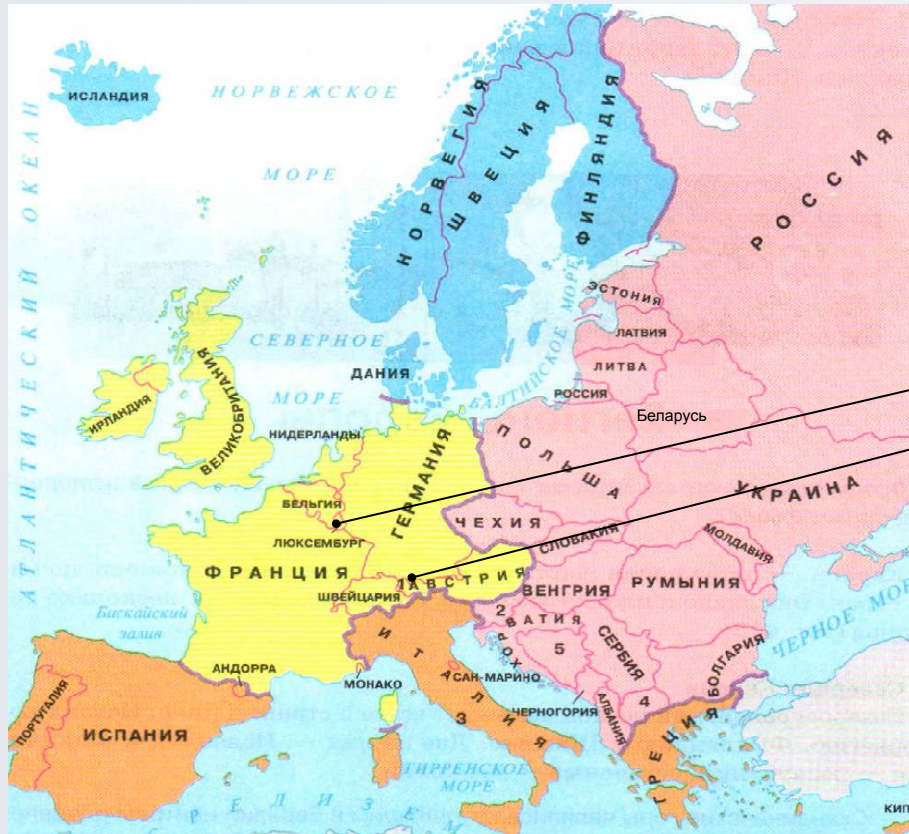 ИСЛАНДИЯ
НОРВЕЖСКОЕ
МОРЕ
АТЛАНТИЧЕСКИЙ ОКЕАН
НОРВЕГИЯ
ШВЕЦИЯ
ФИНЛЯНДИЯ
РОССИЯ
ЭСТОНИЯ
ЛАТВИЯ
ЛИТВА
РОССИЯ
БАЛТИЙСКОЕ МОРЕ
СЕВЕРНОЕ
МОРЕ
ДАНИЯ
ИРЛАНДИЯ
ВЕЛИКОБРИТАНИЯ
НИДЕРЛАНДЫ
Беларусь
ПОЛЬША
ГЕРМАНИЯ
БЕЛЬГИЯ
ЛЮКСЕМБУРГ
ЧЕХИЯ
СЛОВАКИЯ
УКРАИНА
МОЛДАВИЯ
ФРАНЦИЯ
ШВЕЙЦАРИЯ
1
АВСТРИЯ
ВЕНГРИЯ
РУМЫНИЯ
Бискайский
залив
2
ХОРВАТИЯ
5
СЕРБИЯ
БОЛГАРИЯ
ЧЕРНОЕ МОР
АНДОРРА
МОНАКО
ИТАЛИЯ
САН-МАРИНО
3
ЧЕРНОГОРИЯ
АЛБАНИЯ
4
ГРЕЦИЯ
ПОРТУГАЛИЯ
ИСПАНИЯ
ТИРРЕНСКОЕ
МОРЕ
РЕДИЗ
М
КИП